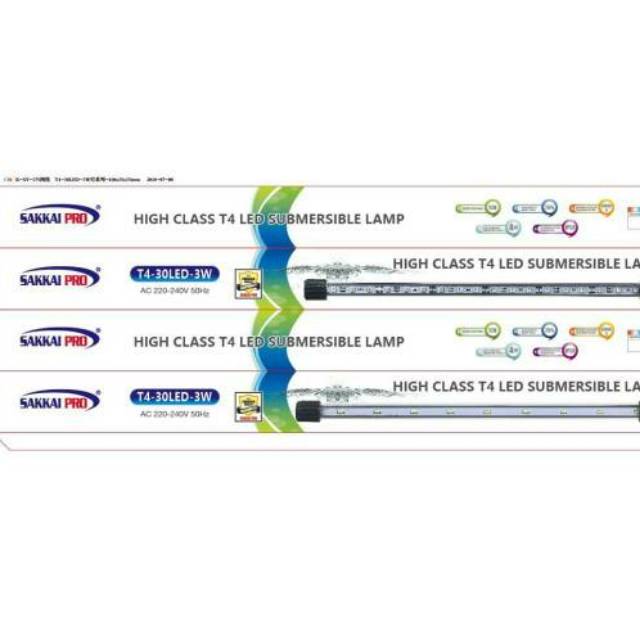 SAKKAI PRO
HIGH CLASS T4 LED SUBMERSIBLE LAMP
SAKKAI PRO
T4-30LED-3W
AC 220-240V 50Hz
HIGH CLASS T4 LED SUBMERSIBLE LA
SAKKAI PRO
HIGH CLASS T4 LED SUBMERSIBLE LAMP
SAKKAI PRO
T4-30LED-3W
AC 220-240V 50Hz
HIGH CLASS T4 LED SUBMERSIBLE LA